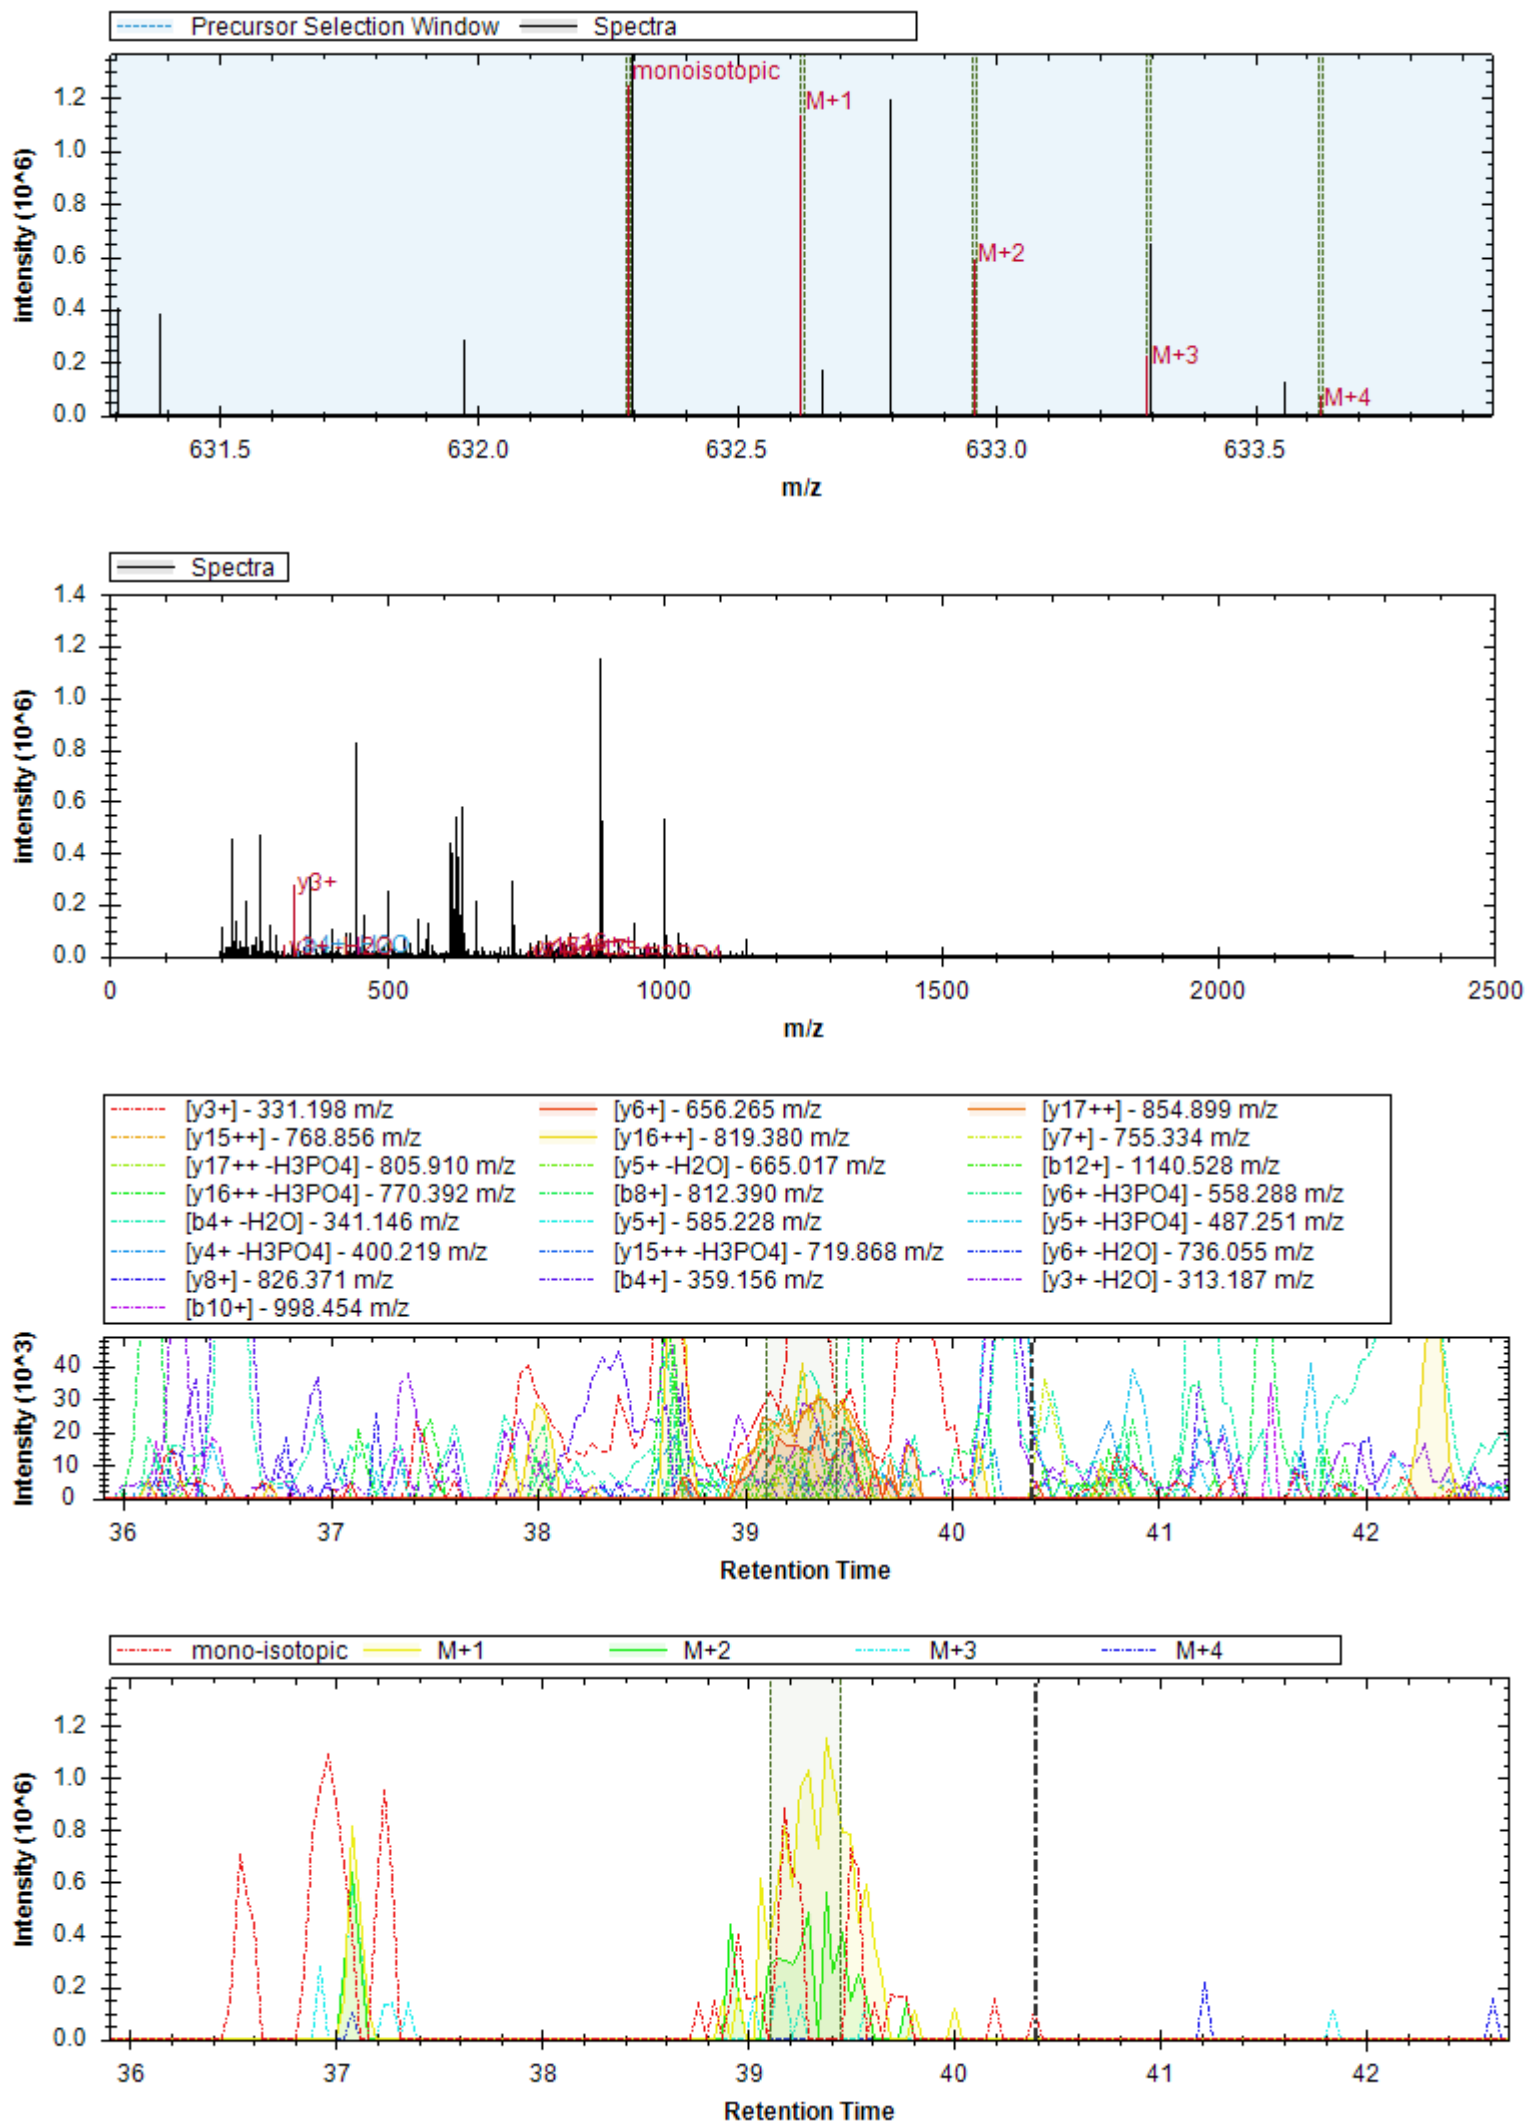 Precursor Selection Window Spectra
monoisotopic
M+1
M+2
M+3
M+4
intensity (10^6)
1.2
1.0
0.8
0.6
0.4
0.2
0.0
631.5 632.0 632.5 633.0 633.5
m/z
Spectra
intensity (10^6)
1.4
1.2
1.0
0.8
0.6
0.4
0.2
0.0
y3+
0 500 1000 1500 2000 2500
m/z
[y3+] - 331.198 m/z [y6+] - 656.265 m/z [y17++] - 854.899 m/z
[y15++] - 768.856 m/z [y16++] - 819.380 m/z [y7+] - 755.334 m/z
[y17++ -H3PO4] - 805.910 m/z [y5+ -H2O] - 665.017 m/z [b12+] - 1140.528 m/z
[y16++ -H3PO4] - 770.392 m/z [b8+] - 812.390 m/z [y6+ -H3PO4] - 558.288 m/z
[b4+ -H2O] - 341.146 m/z [y5+] - 585.228 m/z [y5+ -H3PO4] - 487.251 m/z
[y4+ -H3PO4] - 400.219 m/z [y15++ -H3PO4] - 719.868 m/z [y6+ -H2O] - 736.055 m/z
[y8+] - 826.371 m/z [b4+] - 359.156 m/z [y3+ -H2O] - 313.187 m/z
[b10+] - 998.454 m/z
Intensity (10^3)
40
30
20
10
0
36 37 38 39 40 41 42
Retention Time
mono-isotopic M+1 M+2 M+3 M+4
Intensity (10^6)
1.2
1.0
0.8
0.6
0.4
0.2
0.0
36 37 38 39 40 41 42
Retention Time